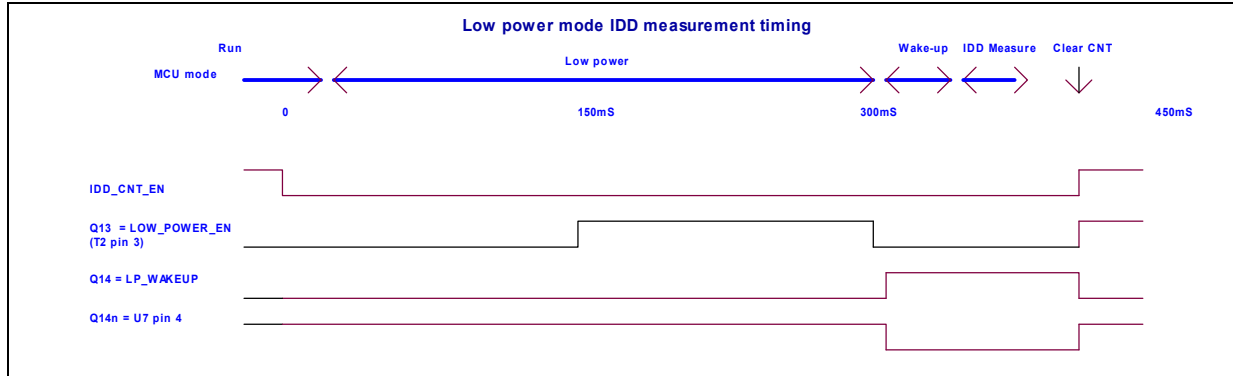 Low power mode IDD measurement timing
Run
Low power
Wake-up
IDD Measure
Clear CNT
MCU mode
0
150mS
300mS
450mS
IDD_CNT_EN
Q13 = LOW_POWER_EN
(T2 pin 3)
Q14 = LP_WAKEUP
Q14n = U7 pin 4